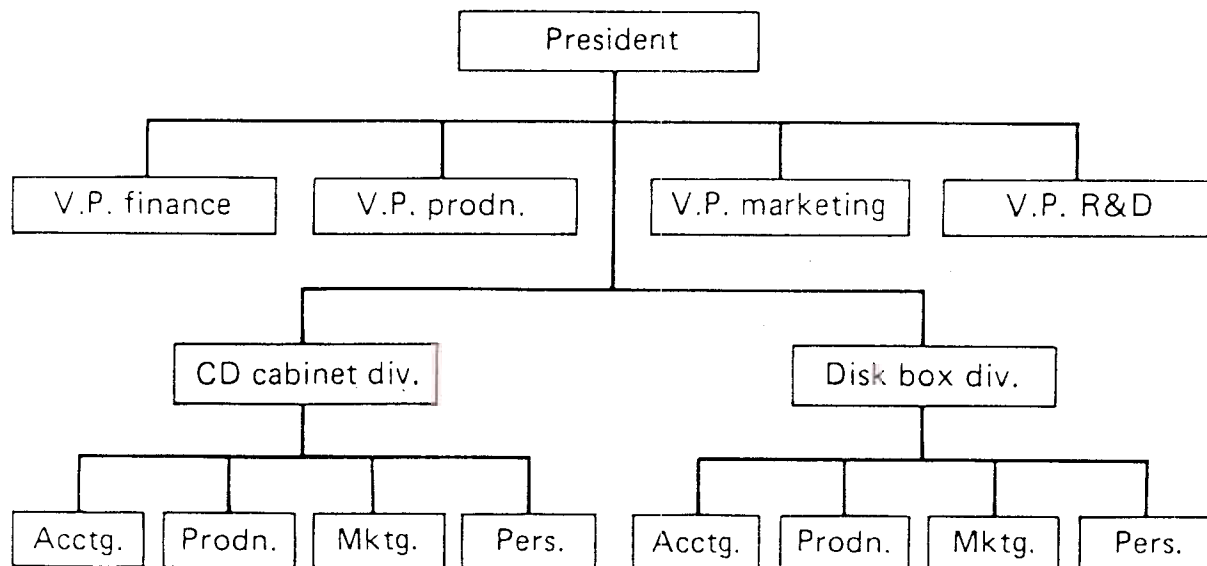 President
V.P. finance
V.P. prodn.
V.P. marketing
V.P. R&D
CD cabinet div.
Disk box div.
Acctg.
Prodn.
Mktg.
Pers.
Acctg.
Prodn.
Mktg.
Pers.